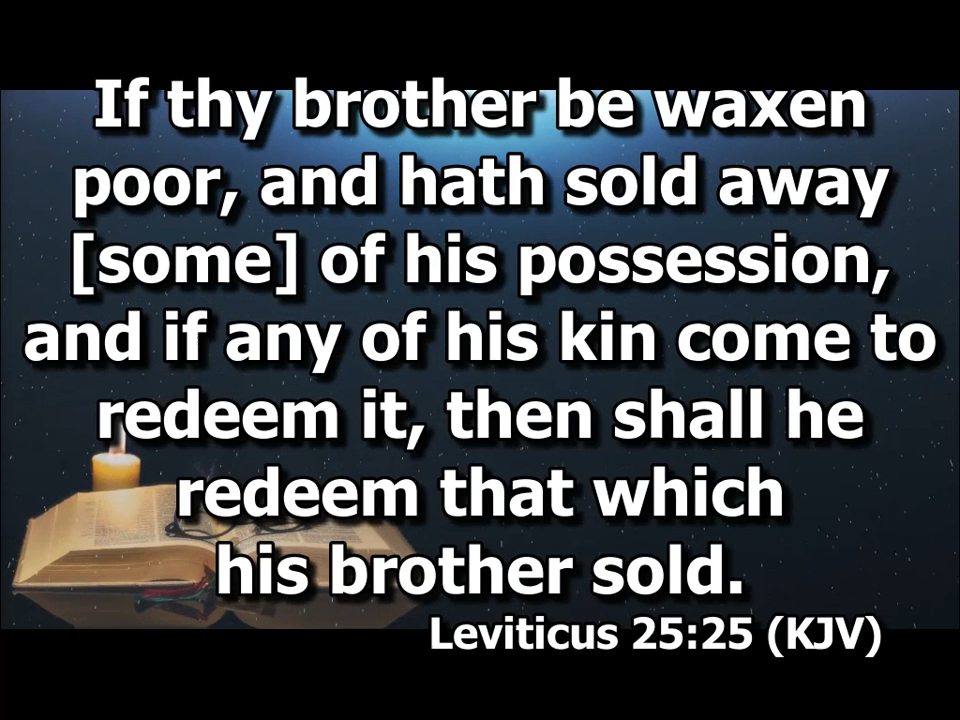 If thy brother be waxen
poor, and hath sold away
[some] of his possession,
and if any of his kin come to
redeem it, then shall he
redeem that which
his brother sold.
Leviticus 25:25 (KJV)